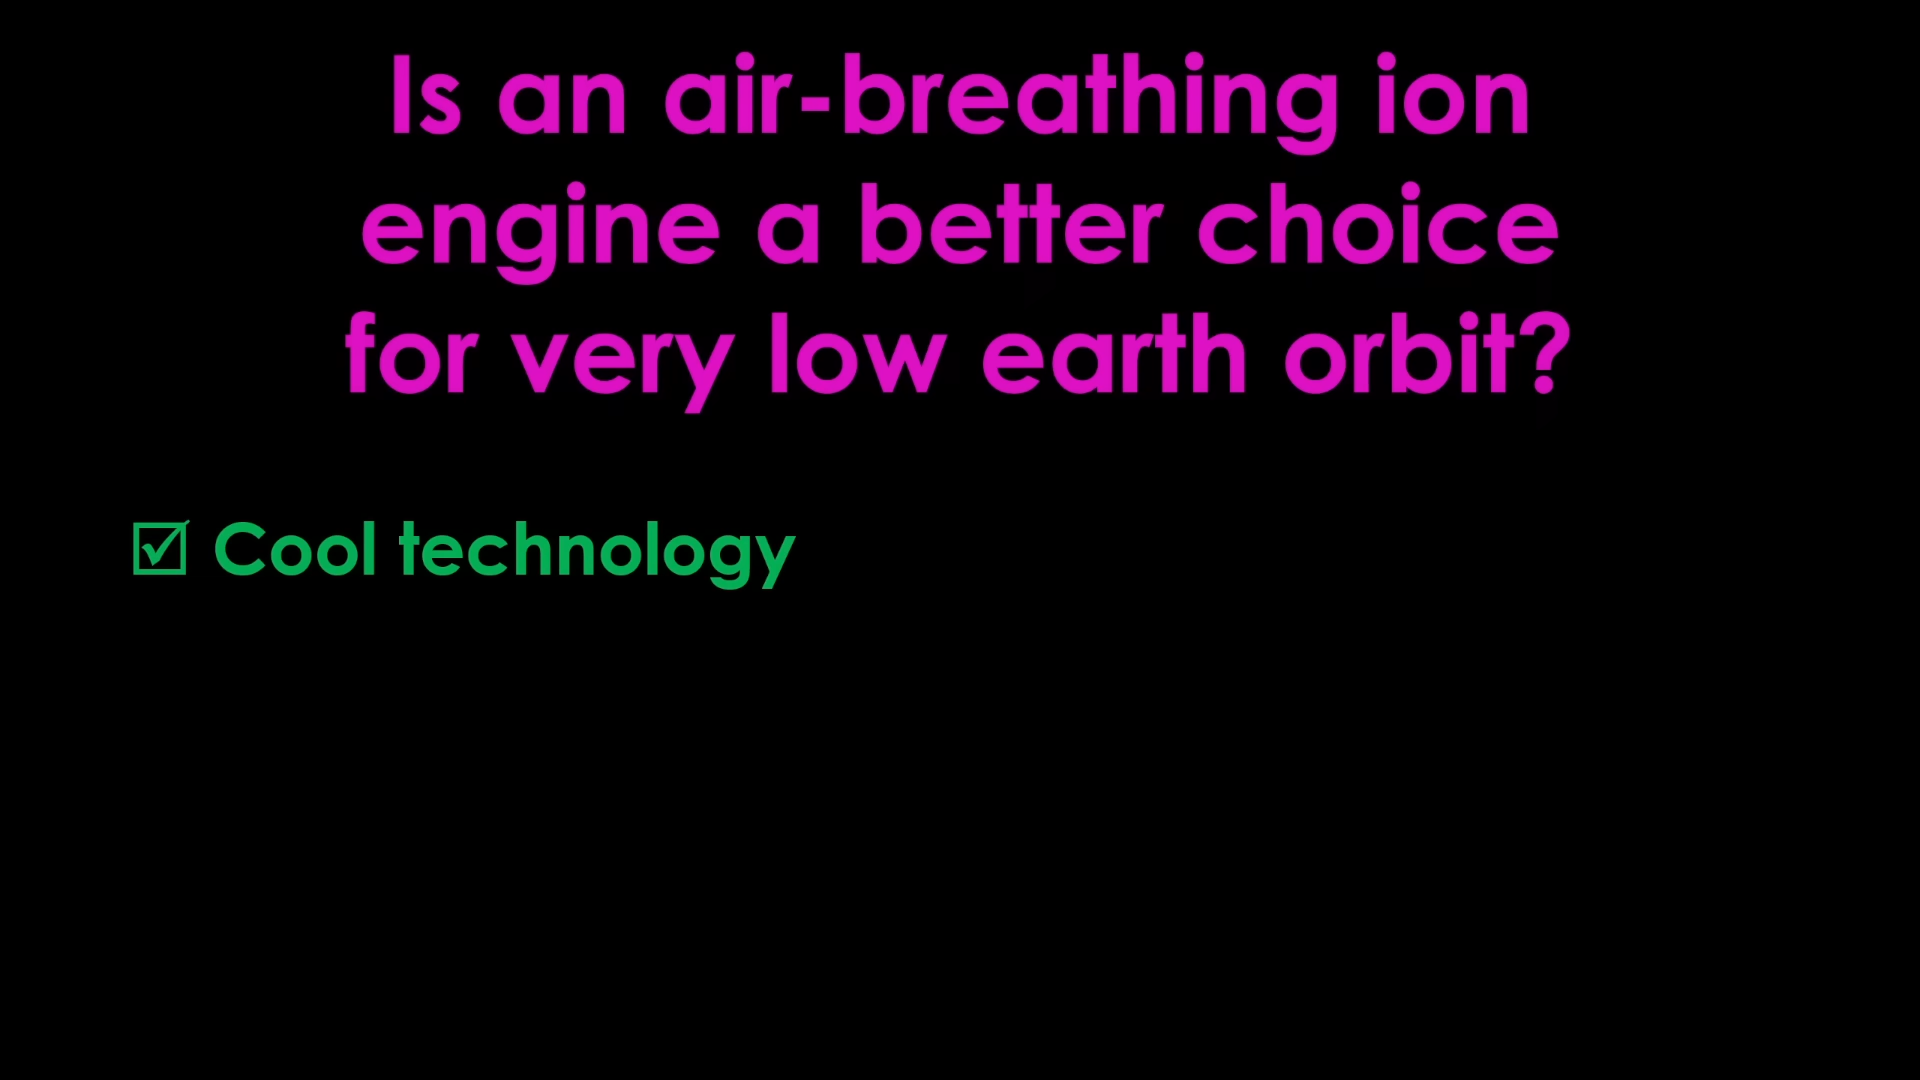 Is an air-breathing ion
engine a better choice
for very low earth orbit?
☑ Cool technology